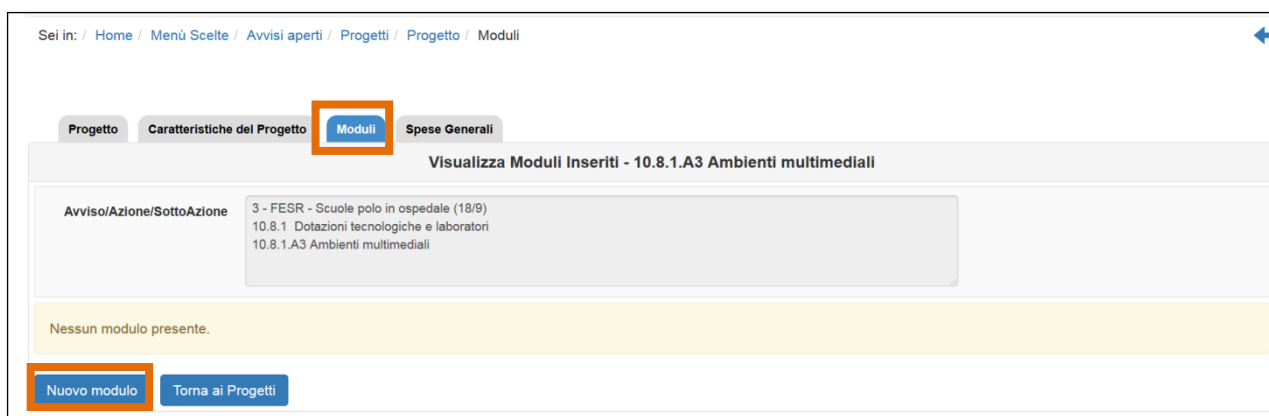 Sei in: / Home / Menù Scelte / Avvisi aperti / Progetti / Progetto / Moduli
Progetto Caratteristiche del Progetto Moduli Spese Generali
Visualizza Moduli Inseriti - 10.8.1.A3 Ambienti multimediali
Avviso/Azione/SottoAzione
3 - FESR - Scuole polo in ospedale (18/9)
10.8.1 Dotazioni tecnologiche e laboratori
10.8.1.A3 Ambienti multimediali
Nessun modulo presente.
Nuovo modulo Torna ai Progetti